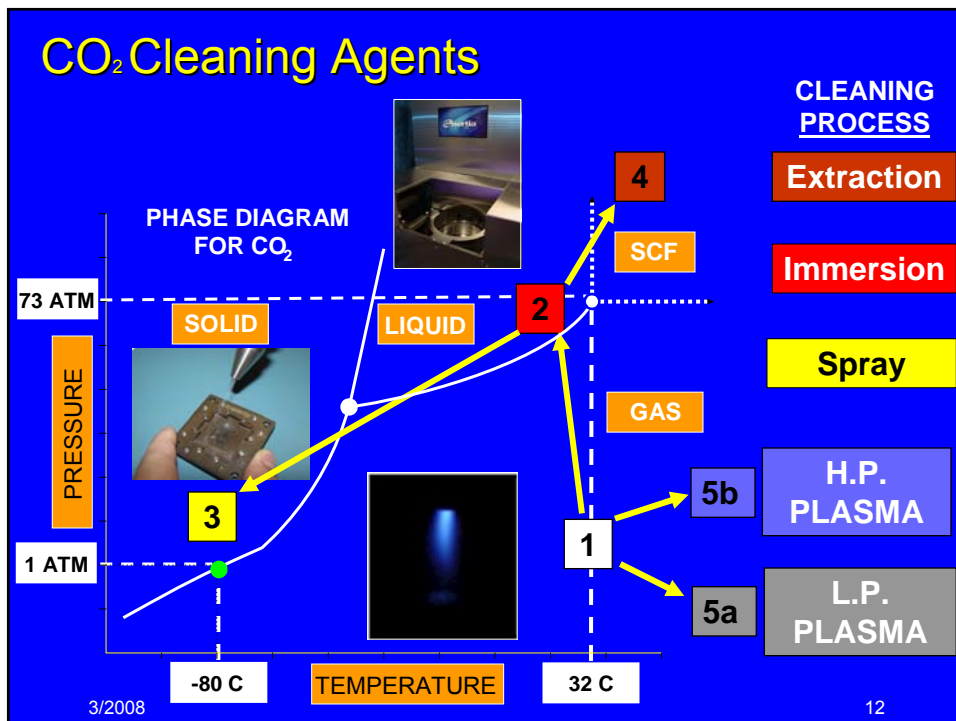 CO2 Cleaning Agents
CLEANING
PROCESS
PHASE DIAGRAM
FOR CO2
4
Extraction
SCF
Immersion
73 ATM
2
SOLID
LIQUID
Spray
PRESSURE
GAS
5b
H.P.
PLASMA
3
1
1 ATM
5a
L.P.
PLASMA
-80 C
TEMPERATURE
32 C
3/2008
12